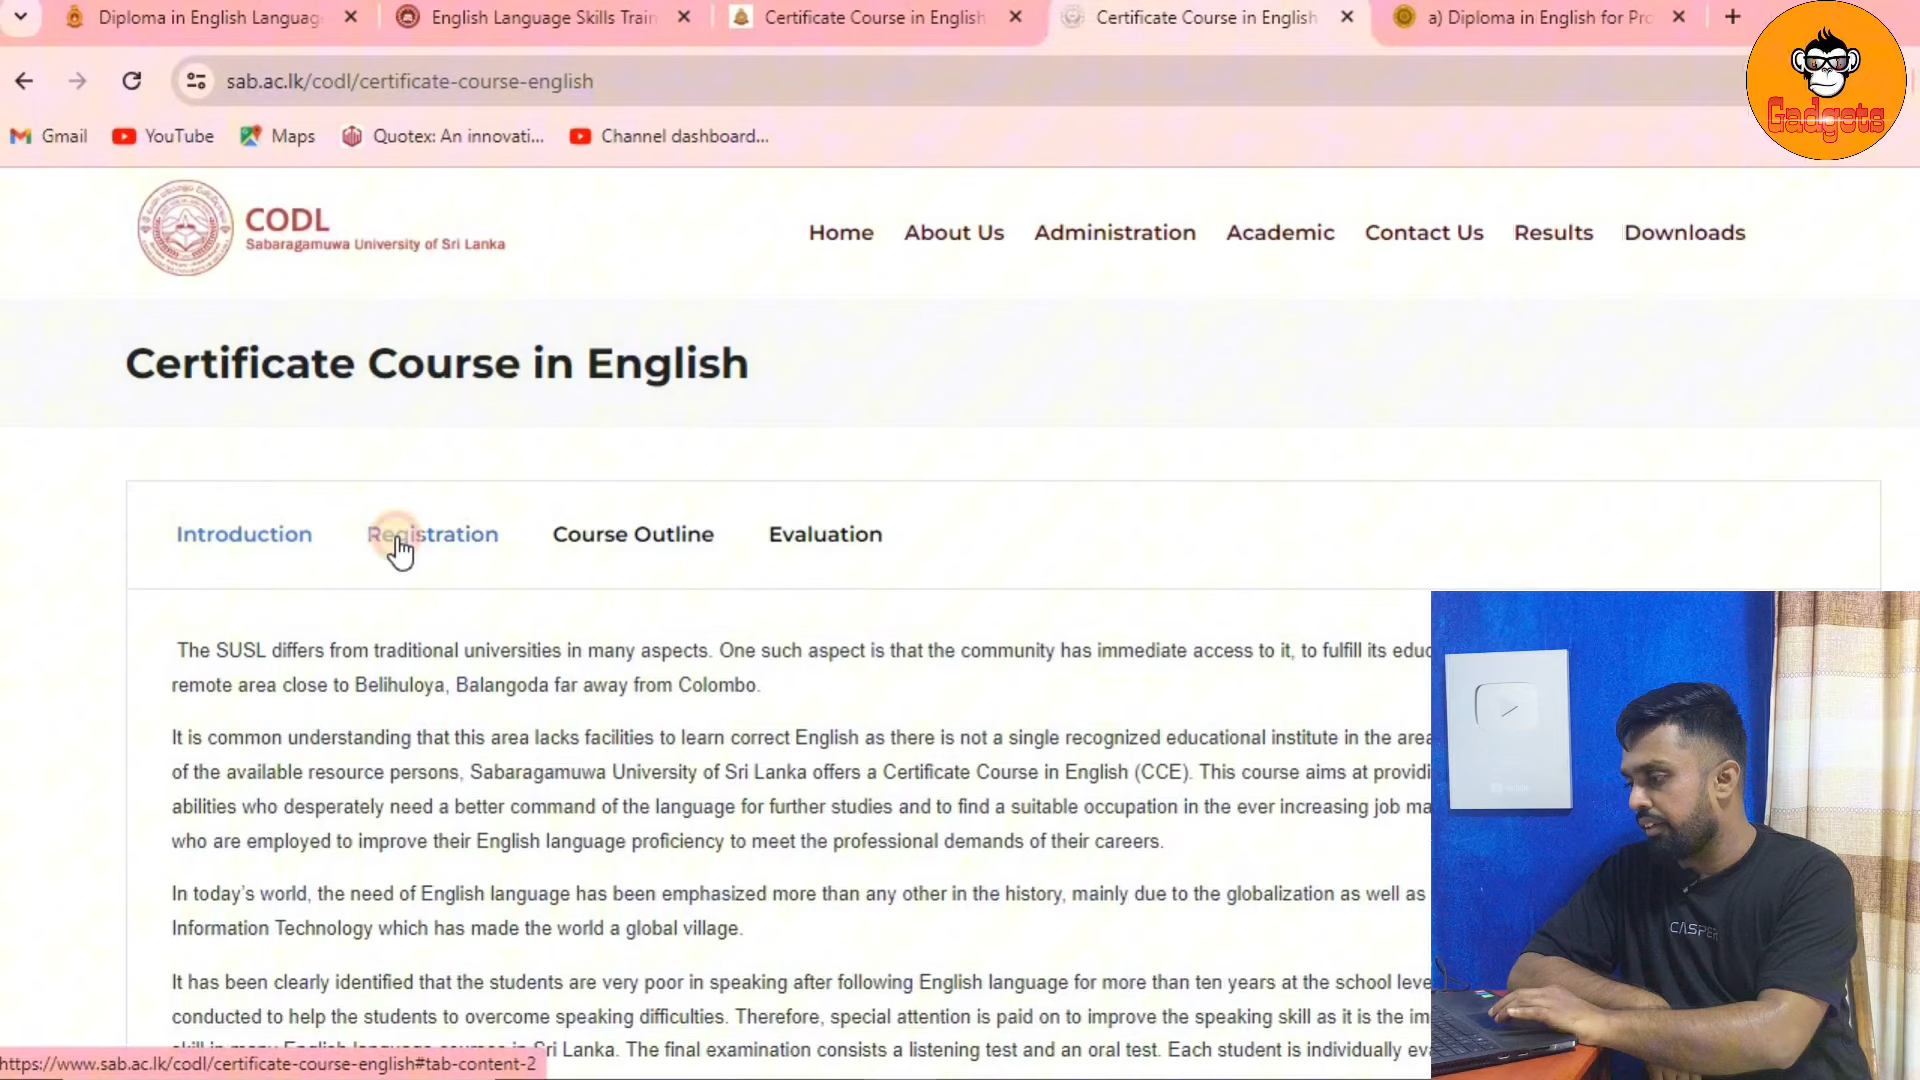 Diploma in English Languag
English Language Skills Train
Certificate Course in English
Certificate Course in English
a) Diploma in English for Pro
sab.ac.lk/codl/certificate-course-english
Gmail
YouTube
Maps
Quotex: An innovati...
Channel dashboard...
Gadgets
CODL
Sabaragamuwa University of Sri Lanka
Home
About Us
Administration
Academic
Contact Us
Results
Downloads
Certificate Course in English
Introduction
Registration
Course Outline
Evaluation
The SUSL differs from traditional universities in many aspects. One such aspect is that the community has immediate access to it, to fulfill its educ
remote area close to Belihuloya, Balangoda far away from Colombo.
It is common understanding that this area lacks facilities to learn correct English as there is not a single recognized educational institute in the area
of the available resource persons, Sabaragamuwa University of Sri Lanka offers a Certificate Course in English (CCE). This course aims at providi
abilities who desperately need a better command of the language for further studies and to find a suitable occupation in the ever increasing job ma
who are employed to improve their English language proficiency to meet the professional demands of their careers.
In today's world, the need of English language has been emphasized more than any other in the history, mainly due to the globalization as well as
Information Technology which has made the world a global village.
It has been clearly identified that the students are very poor in speaking after following English language for more than ten years at the school leve
conducted to help the students to overcome speaking difficulties. Therefore, special attention is paid on to improve the speaking skill as it is the im
skill in many English language courses in Sri Lanka. The final examination consists a listening test and an oral test. Each student is individually eva
https://www.sab.ac.lk/codl/certificate-course-english#tab-content-2
CASPER